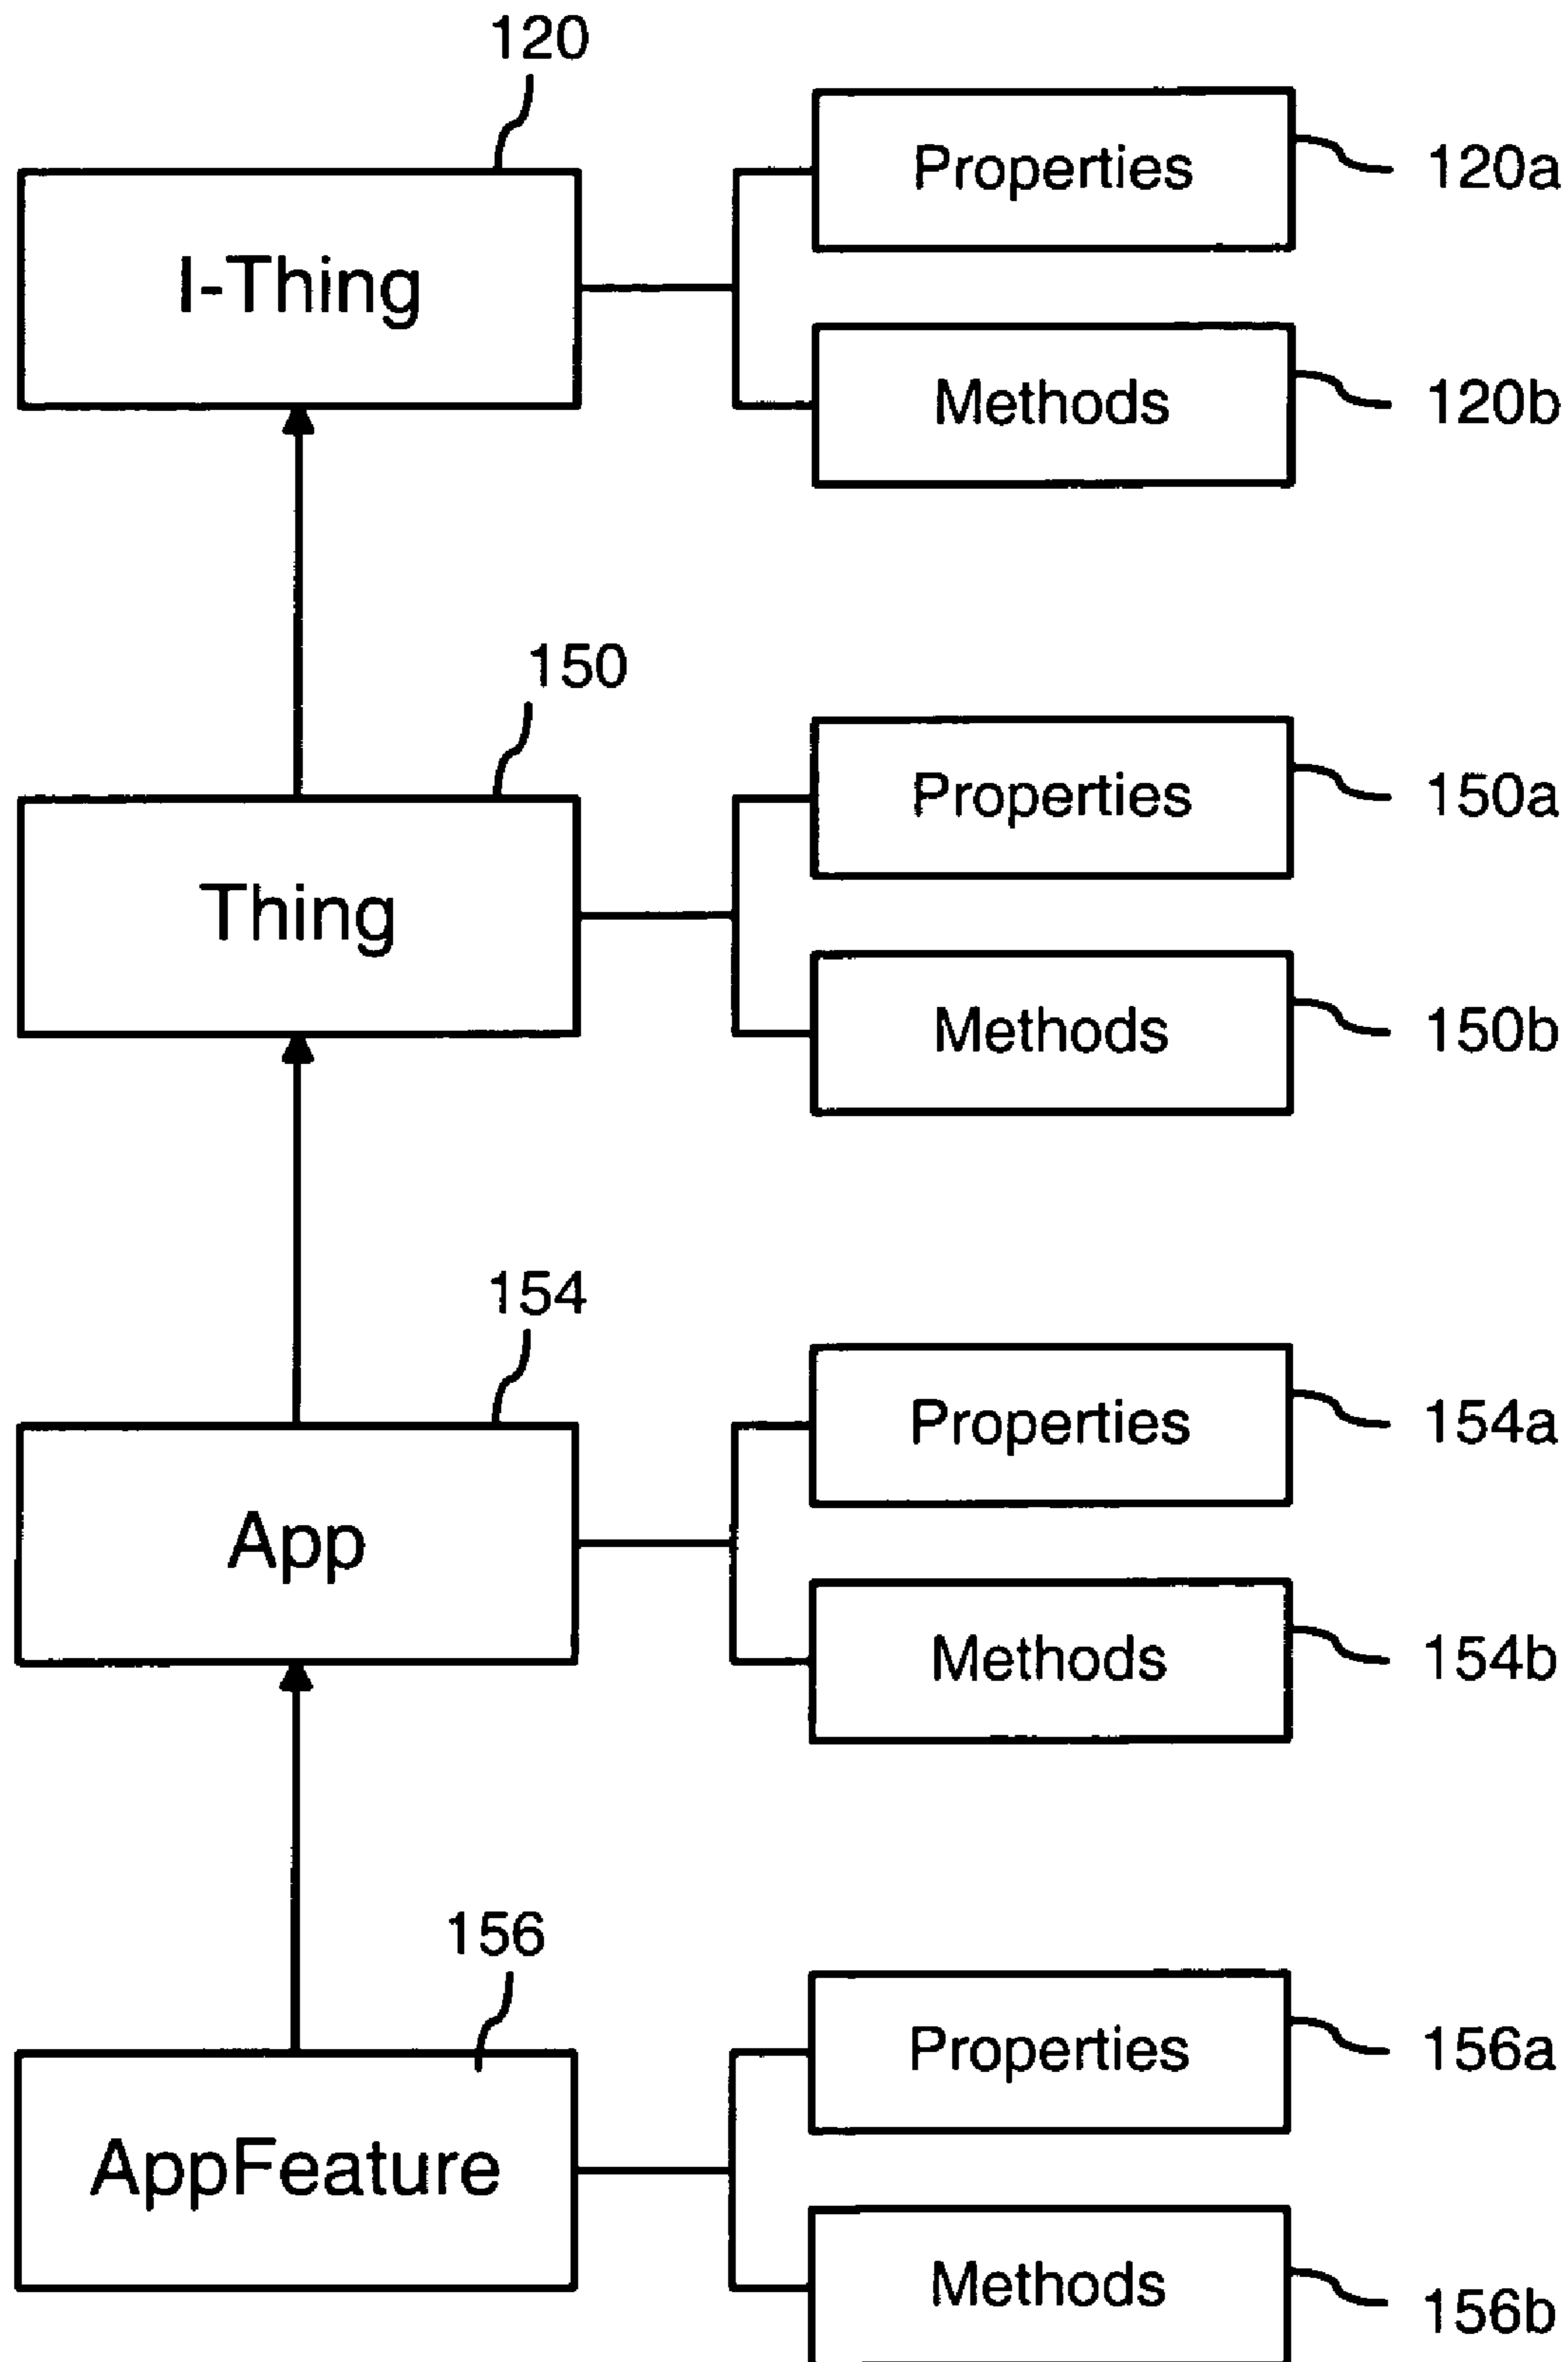 120
Properties
120a
I-Thing
Methods
120b
150
Properties
150a
Thing
Methods
150b
154
Properties
154a
App
Methods
154b
156
Properties
156a
AppFeature
Methods
156b